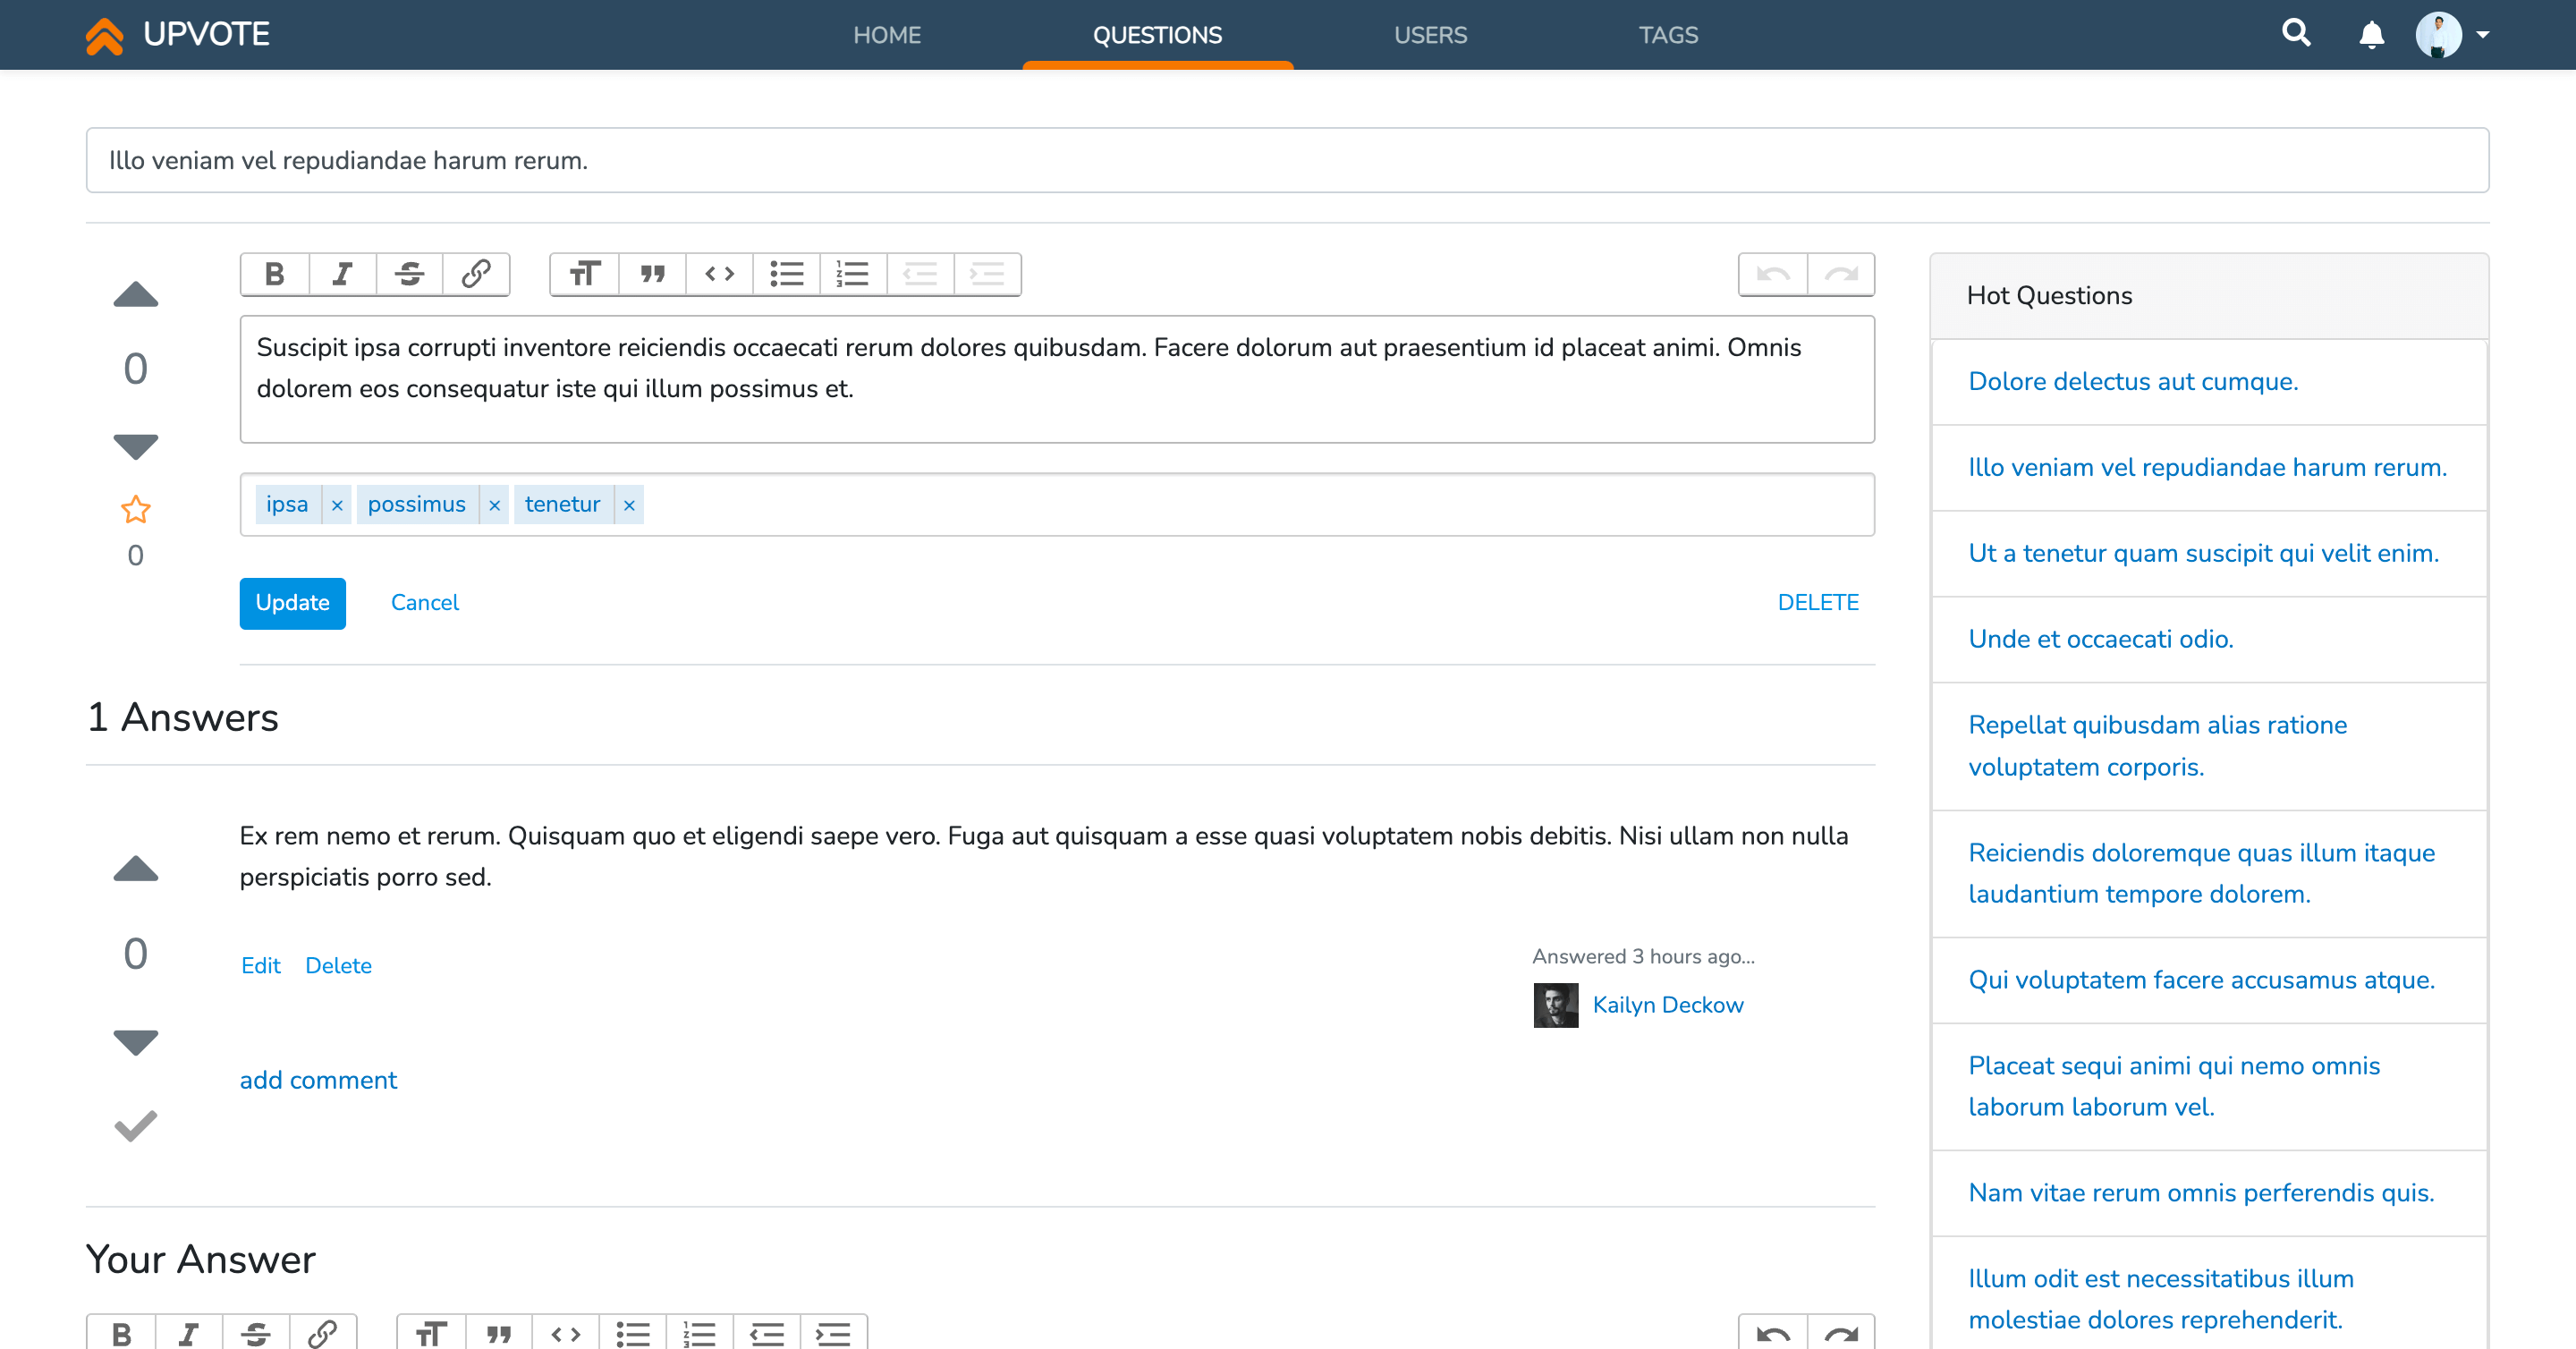 UPVOTE
HOME
QUESTIONS
USERS
TAGS
Illo veniam vel repudiandae harum rerum.
0
0
Suscipit ipsa corrupti inventore reiciendis occaecati rerum dolores quibusdam. Facere dolorum aut praesentium id placeat animi. Omnis
dolorem eos consequatur iste qui illum possimus et.
ipsa × possimus × tenetur ×
Update
Cancel
DELETE
1 Answers
Ex rem nemo et rerum. Quisquam quo et eligendi saepe vero. Fuga aut quisquam a esse quasi voluptatem nobis debitis. Nisi ullam non nulla
perspiciatis porro sed.
0
Edit
Delete
Answered 3 hours ago...
Kailyn Deckow
add comment
Your Answer
Hot Questions
Dolore delectus aut cumque.
Illo veniam vel repudiandae harum rerum.
Ut a tenetur quam suscipit qui velit enim.
Unde et occaecati odio.
Repellat quibusdam alias ratione
voluptatem corporis.
Reiciendis doloremque quas illum itaque
laudantium tempore dolorem.
Qui voluptatem facere accusamus atque.
Placeat sequi animi qui nemo omnis
laborum laborum vel.
Nam vitae rerum omnis perferendis quis.
Illum odit est necessitatibus illum
molestiae dolores reprehenderit.